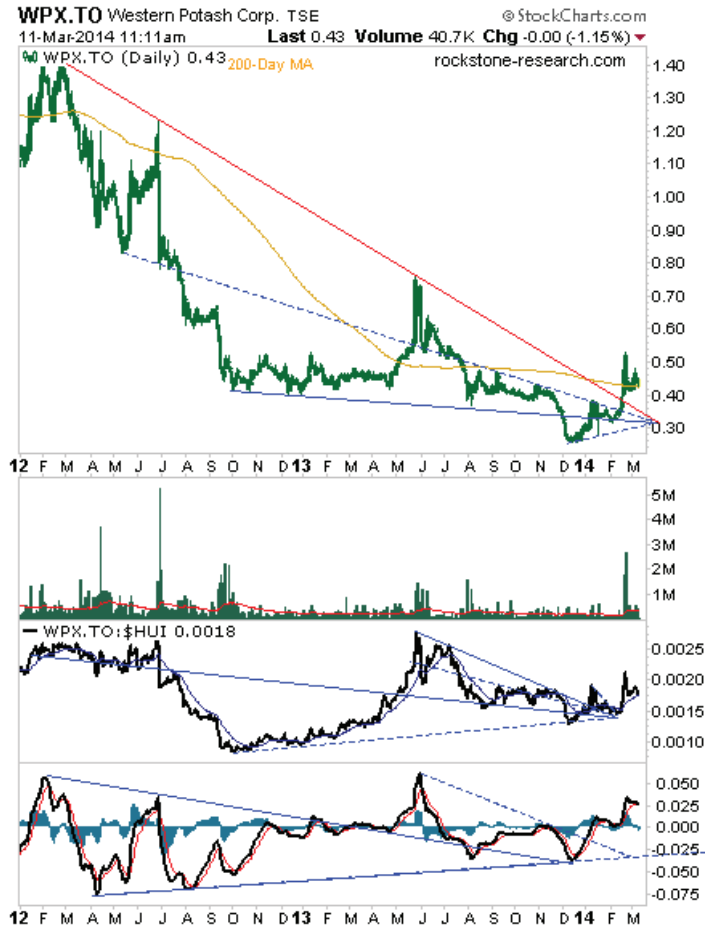 WPX.TO Western Potash Corp. TSE © StockCharts.com
11-Mar-2014 11:11am Last 0.43 Volume 40.7K Chg -0.00 (-1.15%)
WPX.TO (Daily) 0.43 200-Day MA rockstone-research.com
1.40
1.30
1.20
1.10
1.00
0.90
0.80
0.70
0.60
0.50
0.40
0.30
12 F M A M J J A S O N D 13 F M A M J J A S O N D 14 F M
5M
4M
3M
2M
1M
WPX.TO:$HUI 0.0018
0.0025
0.0020
0.0015
0.0010
0.050
0.025
0.000
-0.025
-0.050
-0.075
12 F M A M J J A S O N D 13 F M A M J J A S O N D 14 F M